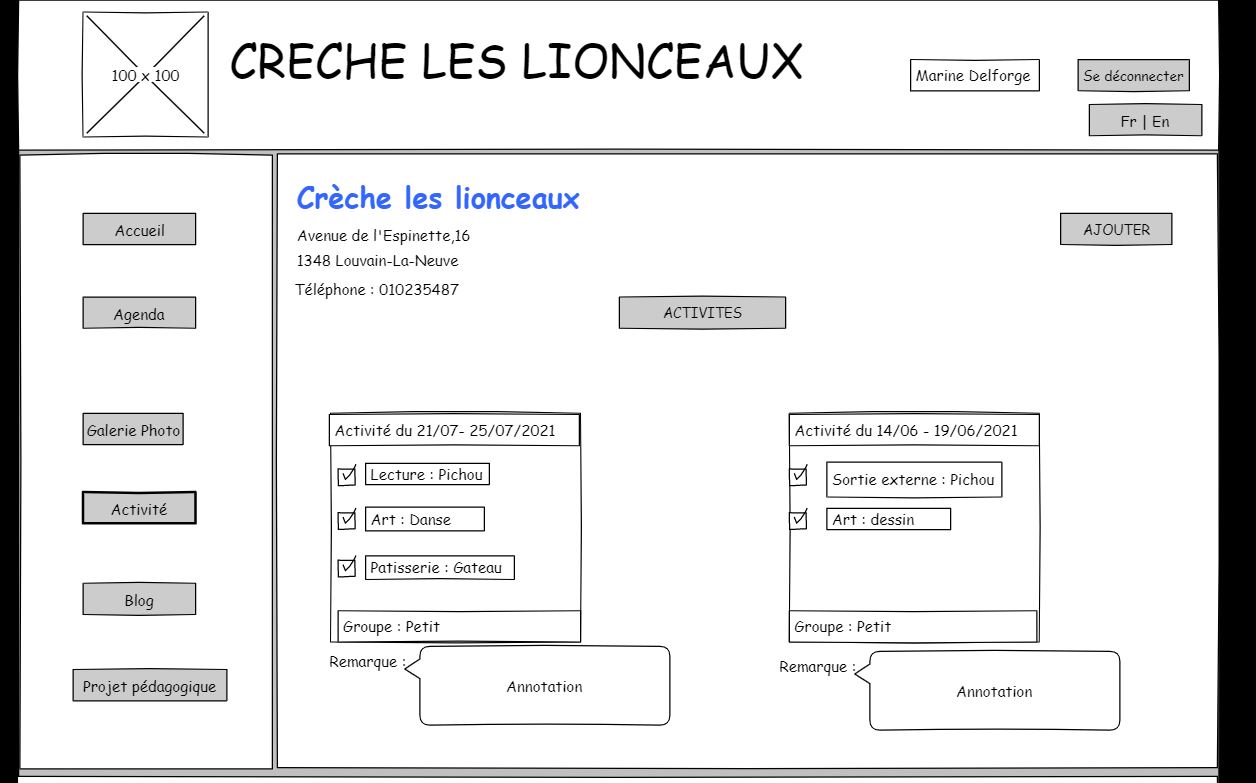 100 x 100
CRECHE LES LIONCEAUX
Marine Delforge
Se déconnecter
Fr | En
Accueil
Agenda
Galerie Photo
Activité
Blog
Projet pédagogique
Crèche les lionceaux
Avenue de l'Espinette,16
1348 Louvain-La-Neuve
Téléphone : 010235487
AJOUTER
ACTIVITES
Activité du 21/07- 25/07/2021
Lecture : Pichou
Art : Danse
Patisserie : Gateau
Groupe : Petit
Remarque :
Annotation
Activité du 14/06 - 19/06/2021
Sortie externe : Pichou
Art : dessin
Groupe : Petit
Remarque :
Annotation